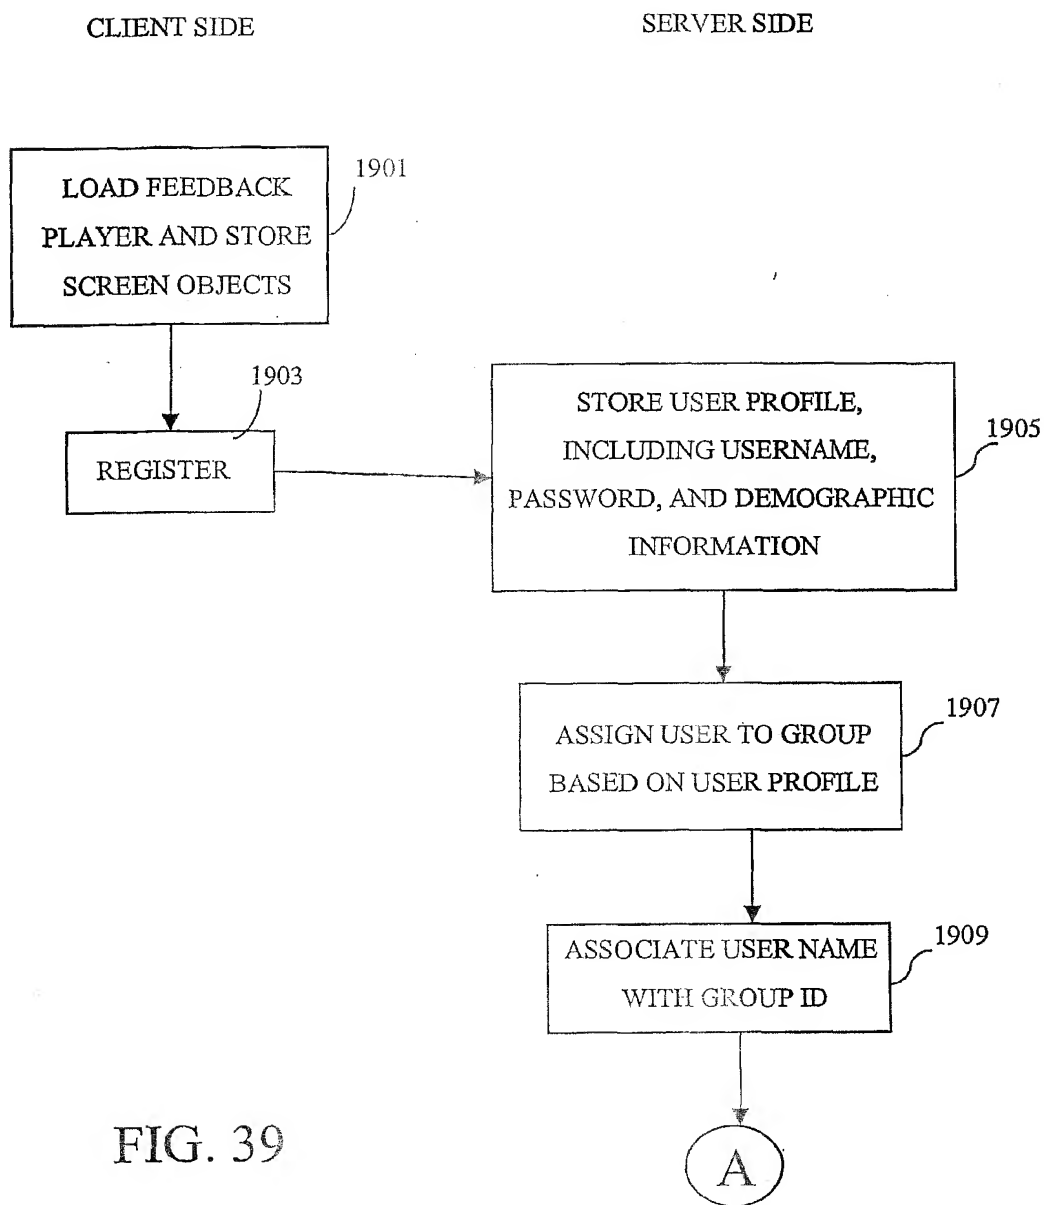 CLIENT SIDE
SERVER SIDE
1901
LOAD FEEDBACK
PLAYER AND STORE
SCREEN OBJECTS
1903
REGISTER
STORE USER PROFILE,
INCLUDING USERNAME,
PASSWORD, AND DEMOGRAPHIC
INFORMATION
1905
ASSIGN USER TO GROUP
BASED ON USER PROFILE
1907
ASSOCIATE USER NAME
WITH GROUP ID
1909
A
FIG. 39